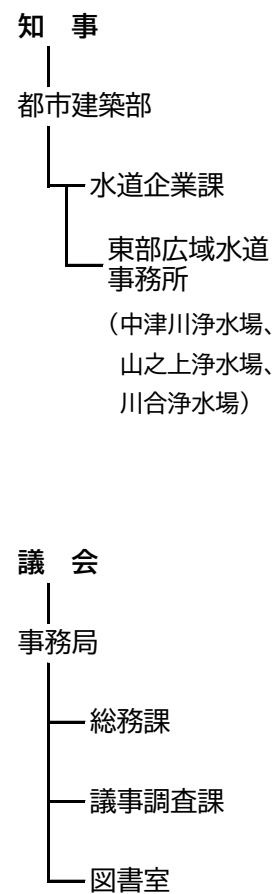 知　事
都市建築部
水道企業課
東部広域水道
事務所
（中津川浄水場、
山之上浄水場、
川合浄水場）
議　会
事務局
総務課
議事調査課
図書室